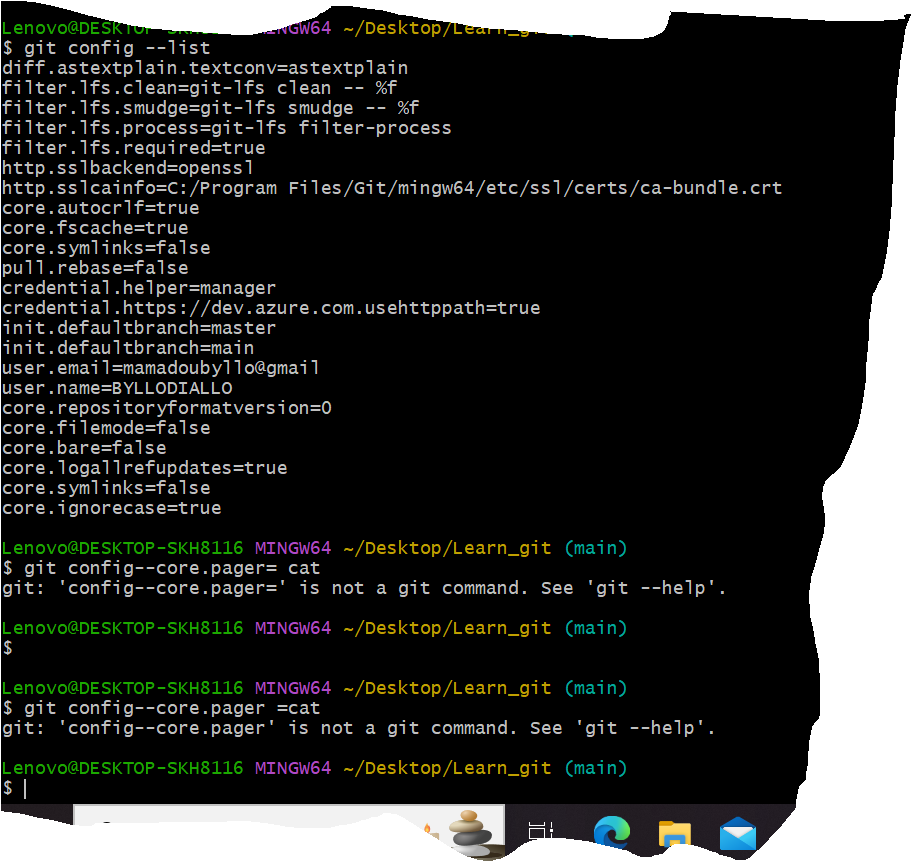 Lenovo@DESKTOP-SKH8116 MINGW64 ~/Desktop/Learn_git
$ git config --list
diff.astextplain.textconv=astextplain
filter.lfs.clean=git-lfs clean -- %f
filter.lfs.smudge=git-lfs smudge -- %f
filter.lfs.process=git-lfs filter-process
filter.lfs.required=true
http.sslbackend=openssl
http.sslcainfo=C:/Program Files/Git/mingw64/etc/ssl/certs/ca-bundle.crt
core.autocrlf=true
core.fscache=true
core.symlinks=false
pull.rebase=false
credential.helper=manager
credential.https://dev.azure.com.usehttppath=true
init.defaultbranch=master
init.defaultbranch=main
user.email=mamadoubyllo@gmail
user.name=BYLLODIALLO
core.repositoryformatversion=0
core.filemode=false
core.bare=false
core.logallrefupdates=true
core.symlinks=false
core.ignorecase=true
Lenovo@DESKTOP-SKH8116 MINGW64 ~/Desktop/Learn_git (main)
$ git config--core.pager= cat
git: 'config--core.pager=' is not a git command. See 'git --help'.
Lenovo@DESKTOP-SKH8116 MINGW64 ~/Desktop/Learn_git (main)
$
Lenovo@DESKTOP-SKH8116 MINGW64 ~/Desktop/Learn_git (main)
$ git config--core.pager =cat
git: 'config--core.pager' is not a git command. See 'git --help'.
Lenovo@DESKTOP-SKH8116 MINGW64 ~/Desktop/Learn_git (main)
$